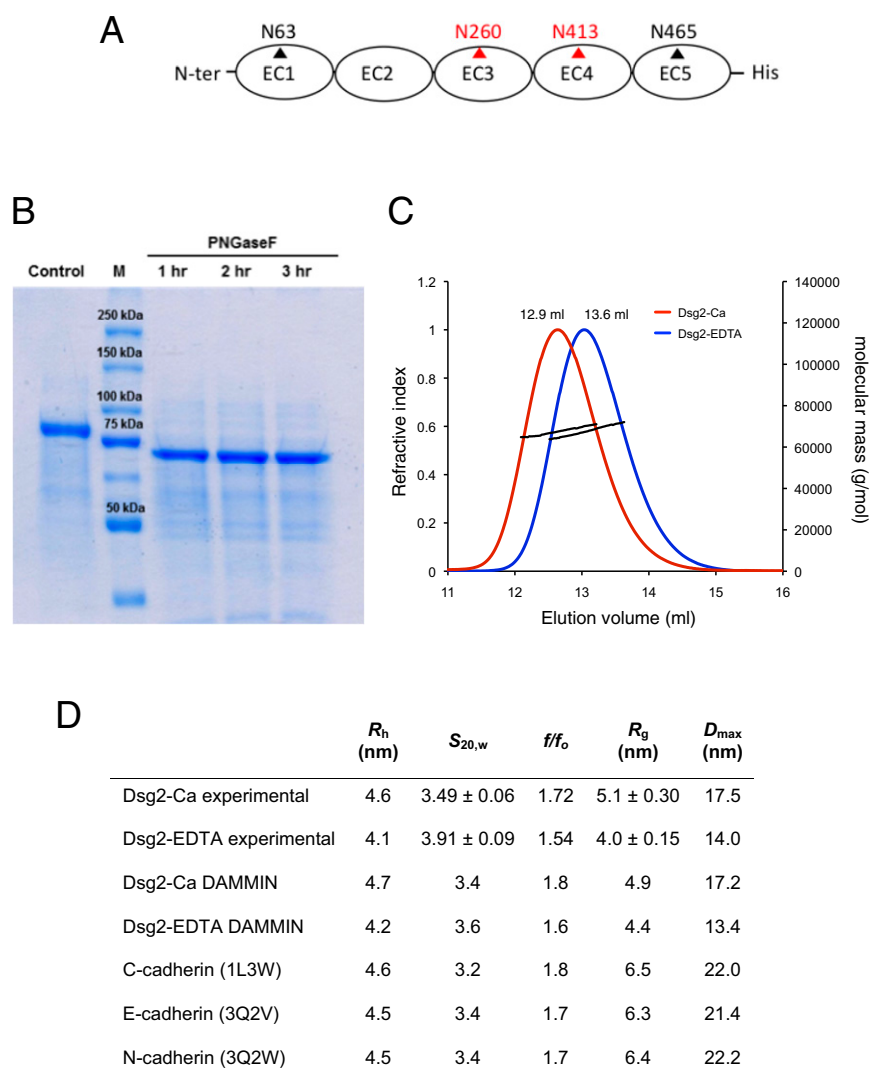 A
N63 N260 N413 N465
N-ter EC1 EC2 EC3 EC4 EC5 His
B
PNGaseF
Control M 1 hr 2 hr 3 hr
250 kDa
150 kDa
100 kDa
75 kDa
50 kDa
C
1.2 140000
1 120000
0.8 100000
80000
0.6
60000
0.4
40000
0.2
20000
0 0
12.9 ml 13.6 ml
Dsg2-Ca
Dsg2-EDTA
Refractive index
molecular mass (g/mol)
11 12 13 14 15 16
Elution volume (ml)
D
Rh (nm) S20,w f/fo Rg (nm) Dmax (nm)
Dsg2-Ca experimental 4.6 3.49 ± 0.06 1.72 5.1 ± 0.30 17.5
Dsg2-EDTA experimental 4.1 3.91 ± 0.09 1.54 4.0 ± 0.15 14.0
Dsg2-Ca DAMMIN 4.7 3.4 1.8 4.9 17.2
Dsg2-EDTA DAMMIN 4.2 3.6 1.6 4.4 13.4
C-cadherin (1L3W) 4.6 3.2 1.8 6.5 22.0
E-cadherin (3Q2V) 4.5 3.4 1.7 6.3 21.4
N-cadherin (3Q2W) 4.5 3.4 1.7 6.4 22.2